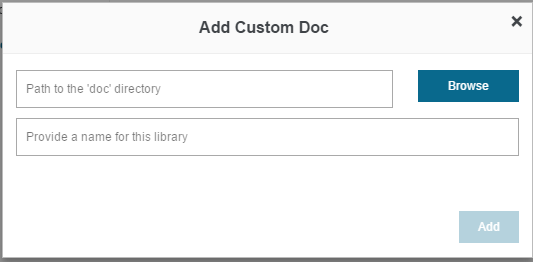 Add Custom Doc
Path to the 'doc' directory
Browse
Provide a name for this library
Add